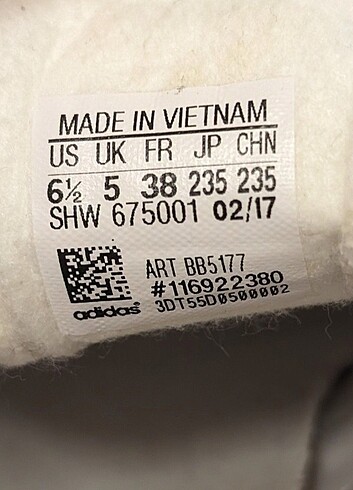 MADE IN VIETNAM
US UK FR JP CHN
6½ 5 38 235 235
SHW 675001 02/17
ART BB5177
#116922380
adidas 3DT55D0500002